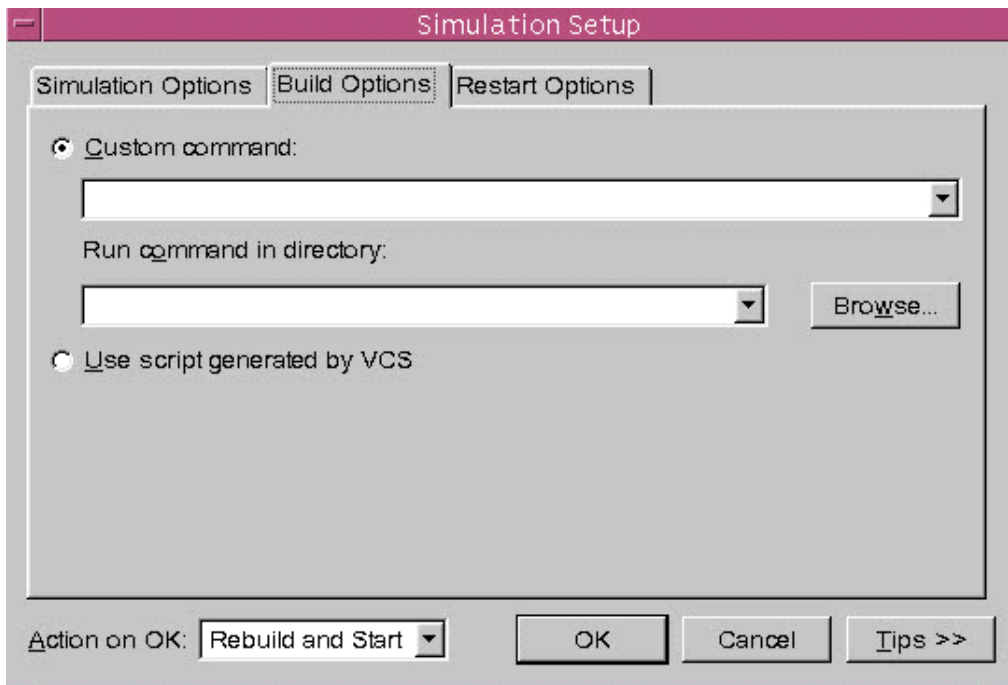 Simulation Setup
Simulation Options Build Options Restart Options
Custom command:
Run command in directory:
Browse...
Use script generated by VCS
Action on OK: Rebuild and Start OK Cancel Tips >>